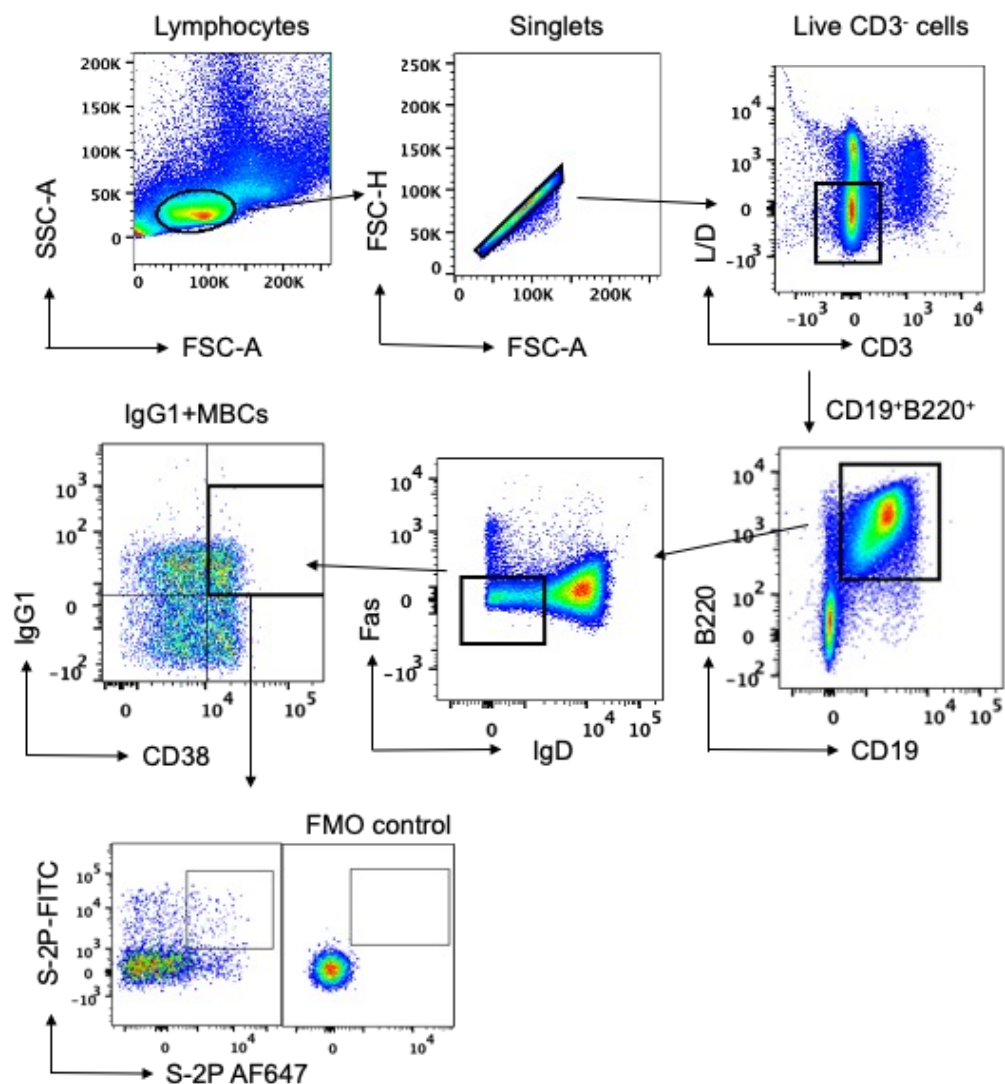 Lymphocytes
Singlets
Live CD3⁻ cells
200K
150K
100K
50K
0
0
100K
200K
SSC-A
FSC-A
250K
200K
150K
100K
50K
0
0
100K
200K
FSC-H
FSC-A
10⁴
10³
0
-10³
-10³
0
10³
10⁴
L/D
CD3
IgG1+MBCs
CD19⁺B220⁺
10³
10²
0
-10²
0
10⁴
10⁵
IgG1
CD38
10⁴
10³
0
-10³
0
10⁴
10⁵
Fas
IgD
10⁴
10³
10²
0
-10²
0
10⁴
10⁵
B220
CD19
FMO control
10⁵
10⁴
10³
0
-10³
0
10⁴
0
10⁴
S-2P-FITC
S-2P AF647